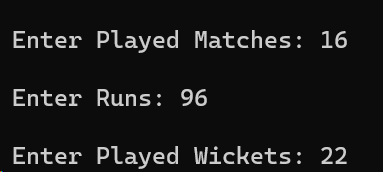 Enter Played Matches: 16
Enter Runs: 96
Enter Played Wickets: 22